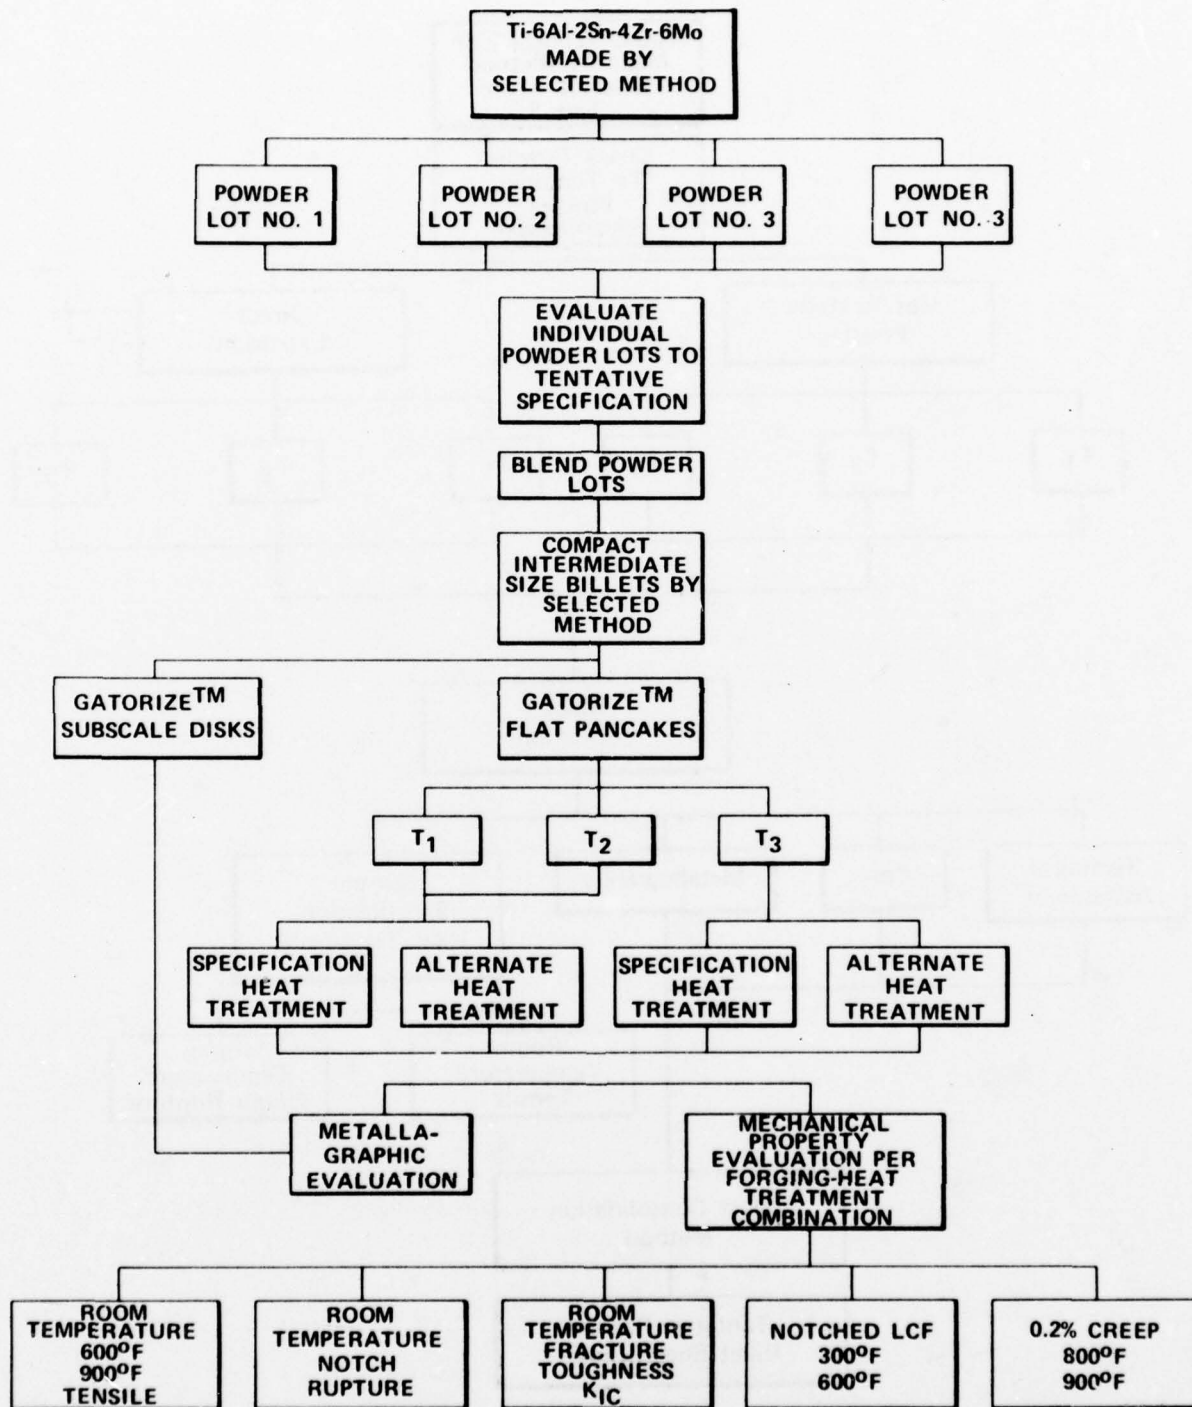 Ti-6Al-2Sn-4Zr-6Mo
MADE BY
SELECTED METHOD
POWDER
LOT NO. 1
POWDER
LOT NO. 2
POWDER
LOT NO. 3
POWDER
LOT NO. 3
EVALUATE
INDIVIDUAL
POWDER LOTS TO
TENTATIVE
SPECIFICATION
BLEND POWDER
LOTS
COMPACT
INTERMEDIATE
SIZE BILLETS BY
SELECTED
METHOD
GATORIZE™
SUBSCALE DISKS
GATORIZE™
FLAT PANCAKES
T1
T2
T3
SPECIFICATION
HEAT
TREATMENT
ALTERNATE
HEAT
TREATMENT
SPECIFICATION
HEAT
TREATMENT
ALTERNATE
HEAT
TREATMENT
METALLA-
GRAPHIC
EVALUATION
MECHANICAL
PROPERTY
EVALUATION PER
FORGING-HEAT
TREATMENT
COMBINATION
ROOM
TEMPERATURE
600°F
900°F
TENSILE
ROOM
TEMPERATURE
NOTCH
RUPTURE
ROOM
TEMPERATURE
FRACTURE
TOUGHNESS
KIC
NOTCHED LCF
300°F
600°F
0.2% CREEP
800°F
900°F